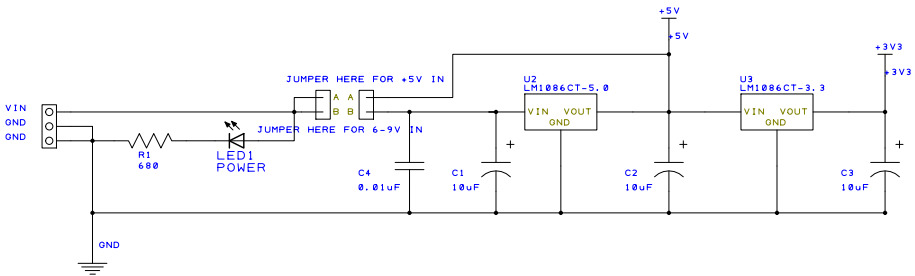 +5V
+5V
+3V3
+3V3
JUMPER HERE FOR +5V IN
U2
LM1086CT-5.0
U3
LM1086CT-3.3
A A
B B
VIN
GND
GND
VIN VOUT
GND
VIN VOUT
GND
JUMPER HERE FOR 6-9V IN
R1
680
LED1
POWER
+
+
+
C4
0.01uF
C1
10uF
C2
10uF
C3
10uF
GND